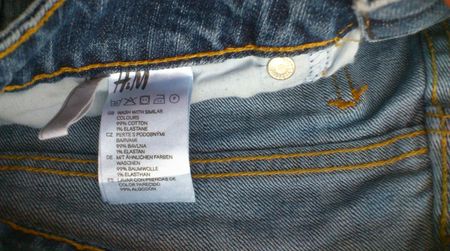 H&M
GB WASH WITH SIMILAR
COLOURS
99% COTTON
1% ELASTANE
CZ PERTE S PODOBNÝMI
BARVAMI
99% BAVLNA
1% ELASTAN
DE MIT ÄHNLICHEN FARBEN
WASCHEN
99% BAUMWOLLE
1% ELASTHAN
ES LAVAR CON PRENDAS DE
COLOR PARECIDO
99% ALGODÓN